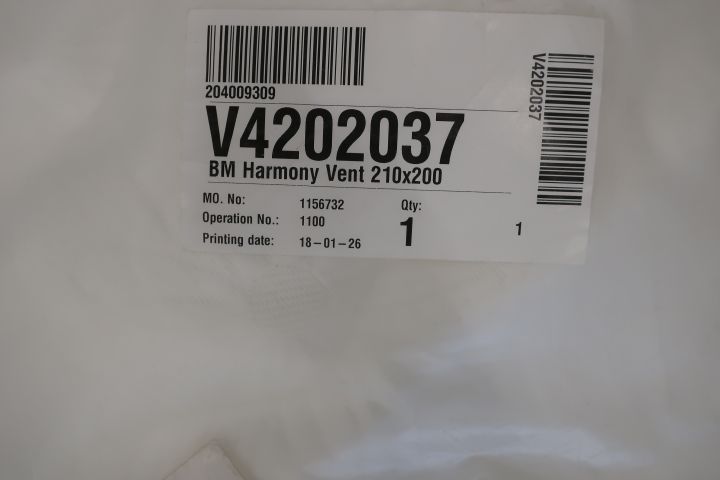 204009309
V4202037
BM Harmony Vent 210x200
MO. No: 1156732 Qty:
Operation No.: 1100 1 1
Printing date: 18-01-26
V4202037